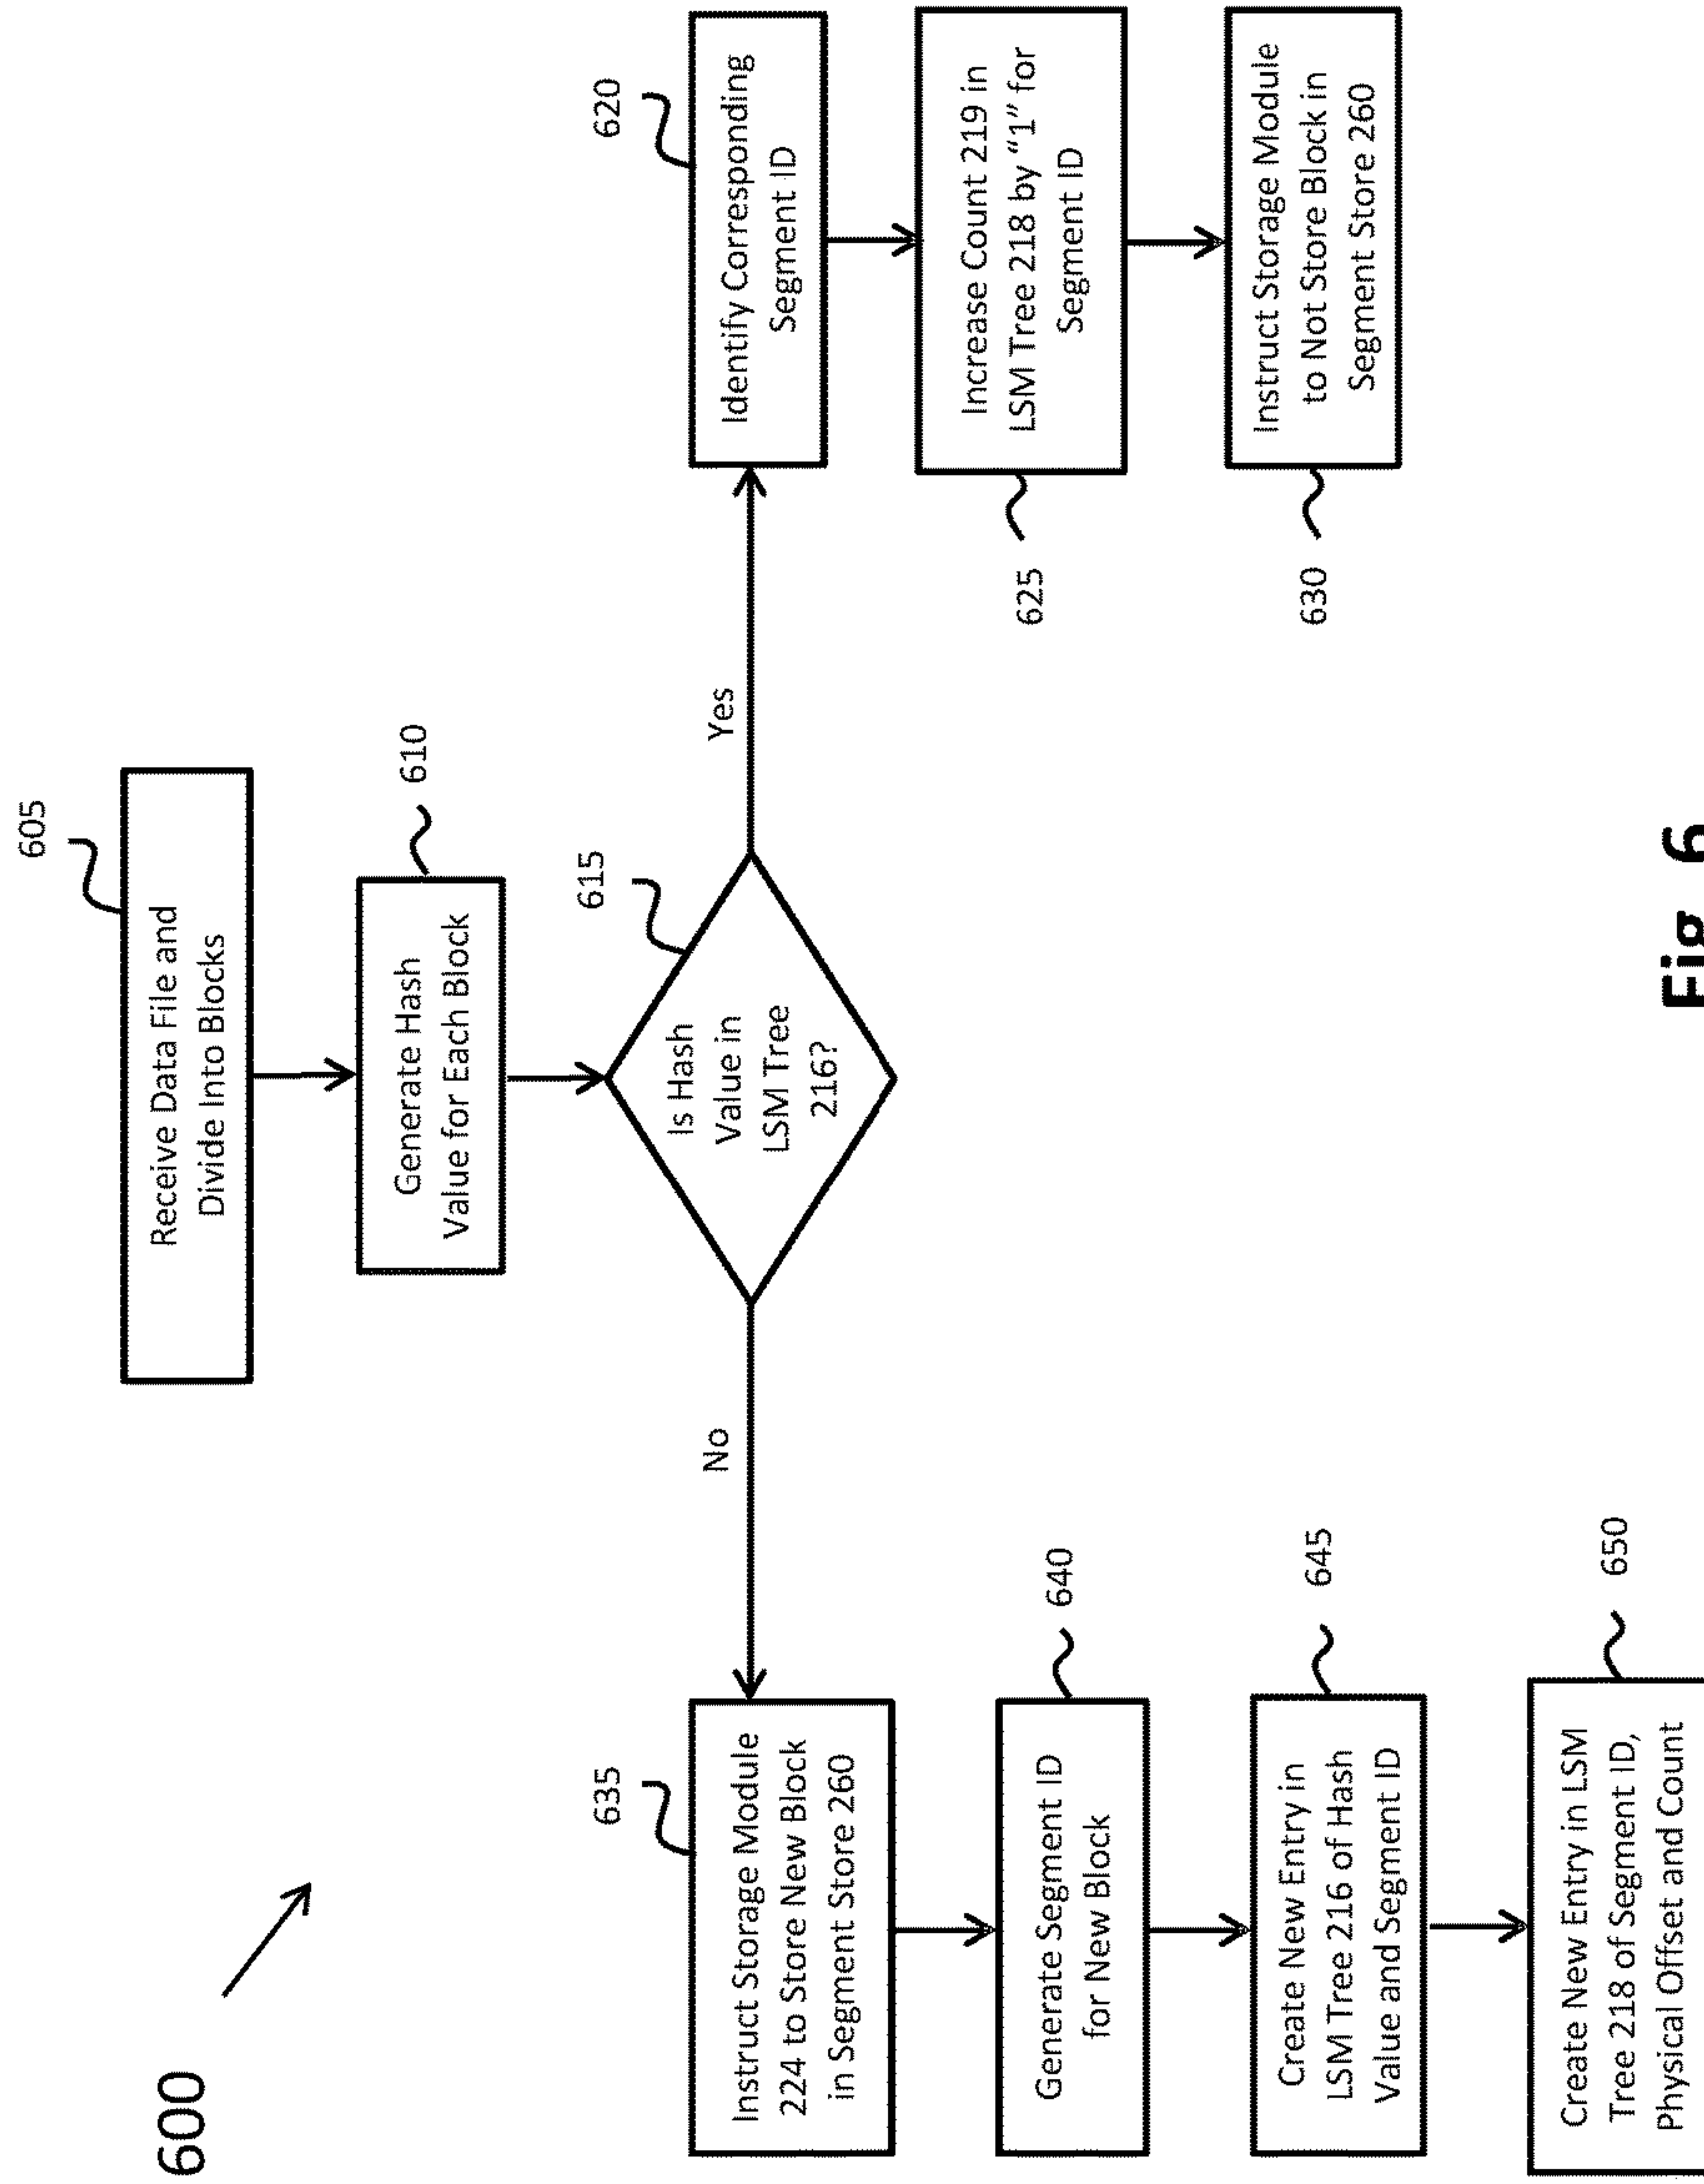 600
605
Receive Data File and
Divide Into Blocks
610
Generate Hash
Value for Each Block
615
Is Hash
Value in
LSM Tree
216?
No
Yes
635
Instruct Storage Module
224 to Store New Block
in Segment Store 260
640
Generate Segment ID
for New Block
645
Create New Entry in
LSM Tree 216 of Hash
Value and Segment ID
650
Create New Entry in LSM
Tree 218 of Segment ID,
Physical Offset and Count
620
Identify Corresponding
Segment ID
625
Increase Count 219 in
LSM Tree 218 by “1” for
Segment ID
630
Instruct Storage Module
to Not Store Block in
Segment Store 260
Fig. 6